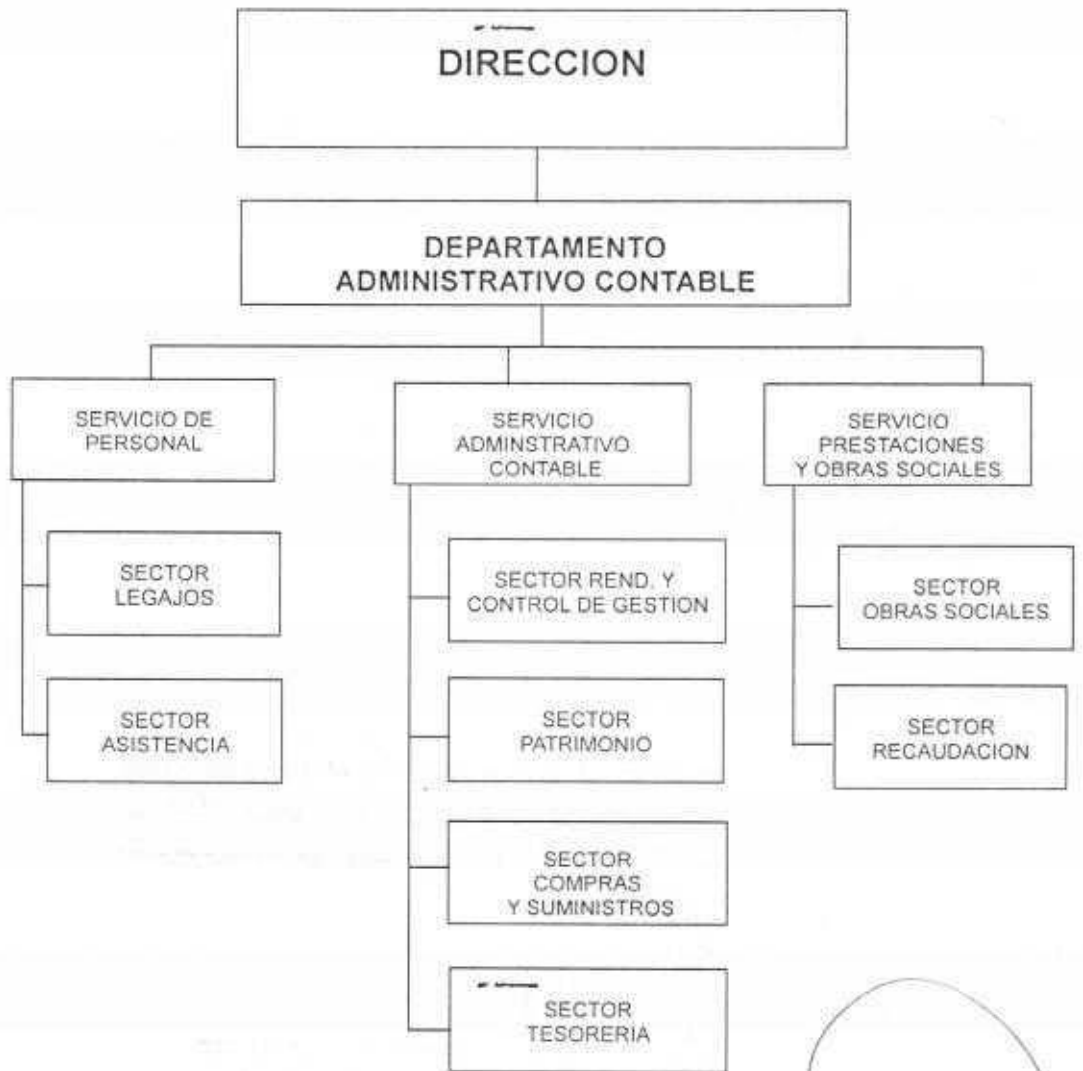 DIRECCION
DEPARTAMENTO
ADMINISTRATIVO CONTABLE
SERVICIO DE
PERSONAL
SERVICIO
ADMINSTRATIVO
CONTABLE
SERVICIO
PRESTACIONES
Y OBRAS SOCIALES
SECTOR
LEGAJOS
SECTOR REND. Y
CONTROL DE GESTION
SECTOR
OBRAS SOCIALES
SECTOR
ASISTENCIA
SECTOR
PATRIMONIO
SECTOR
RECAUDACION
SECTOR
COMPRAS
Y SUMINISTROS
SECTOR
TESORERIA